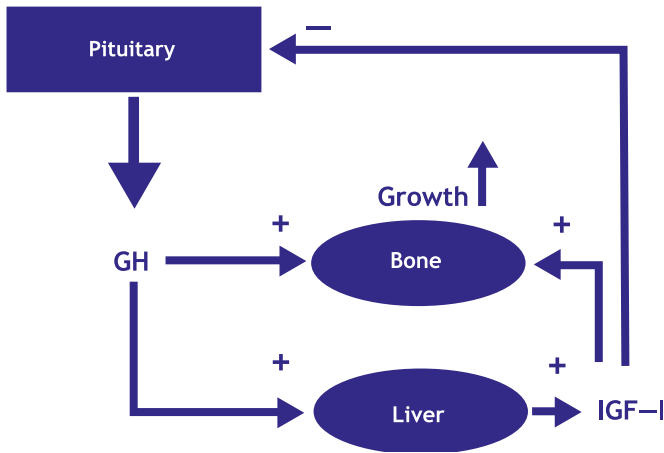 Pituitary
–
Growth
+
+
GH
Bone
+
+
Liver
IGF–I